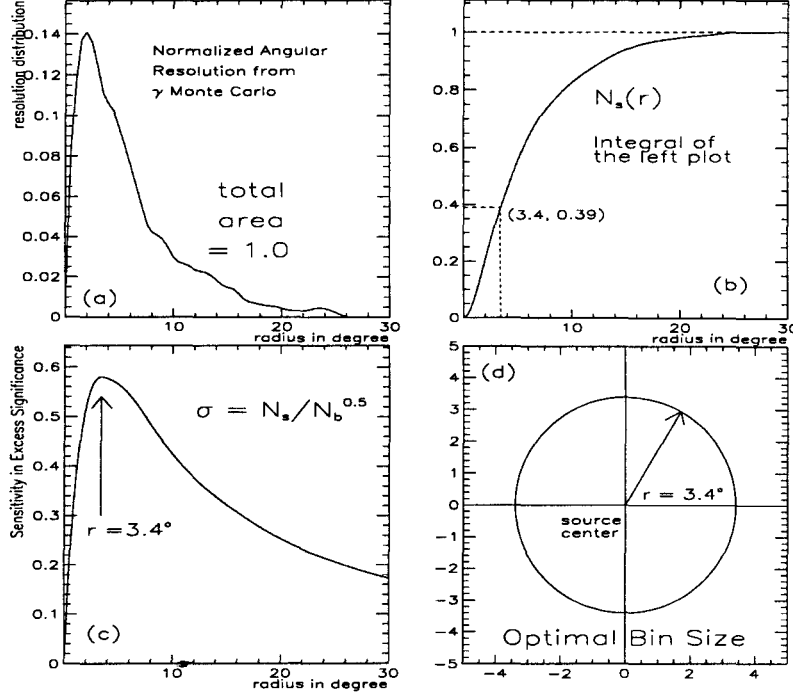 resolution distribution
0.14
0.12
0.1
0.08
0.06
0.04
0.02
0
Normalized Angular
Resolution from
γ Monte Carlo
total
area
= 1.0
(a)
10
20
30
radius in degree
1
0.8
0.6
0.4
0.2
0
Nₛ(r)
Integral of
the left plot
(3.4, 0.39)
(b)
0
10
20
30
radius in degree
Sensitivity in Excess Significance
0.6
0.5
0.4
0.3
0.2
0.1
0
σ = Nₛ/N_b^0.5
r = 3.4°
(c)
0
10
20
30
radius in degree
5
4
3
2
1
0
−1
−2
−3
−4
−5
(d)
r = 3.4°
source
center
Optimal Bin Size
−4
−2
0
2
4